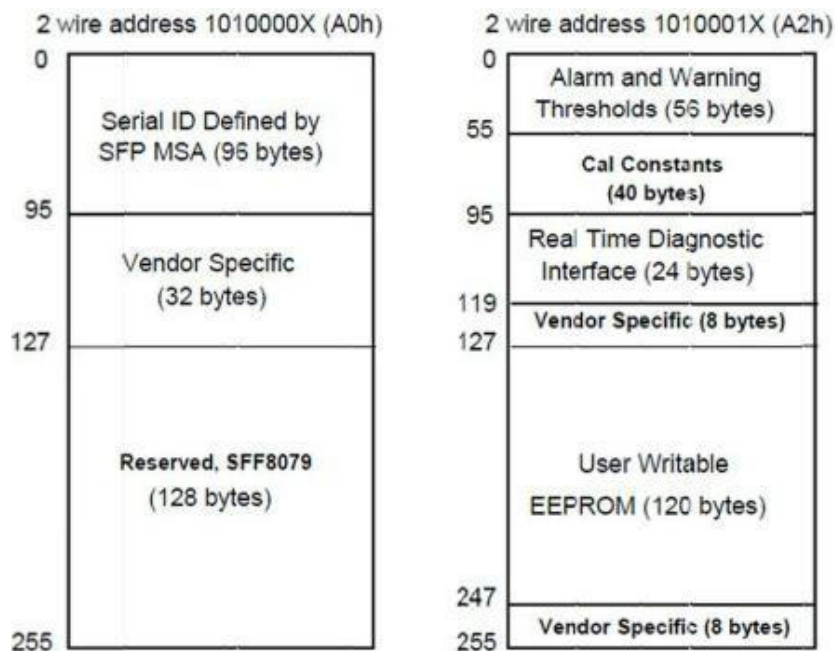 2 wire address 1010000X (A0h)
0
Serial ID Defined by
SFP MSA (96 bytes)
95
Vendor Specific
(32 bytes)
127
Reserved, SFF8079
(128 bytes)
255
2 wire address 1010001X (A2h)
0
Alarm and Warning
Thresholds (56 bytes)
55
Cal Constants
(40 bytes)
95
Real Time Diagnostic
Interface (24 bytes)
119
Vendor Specific (8 bytes)
127
User Writable
EEPROM (120 bytes)
247
Vendor Specific (8 bytes)
255